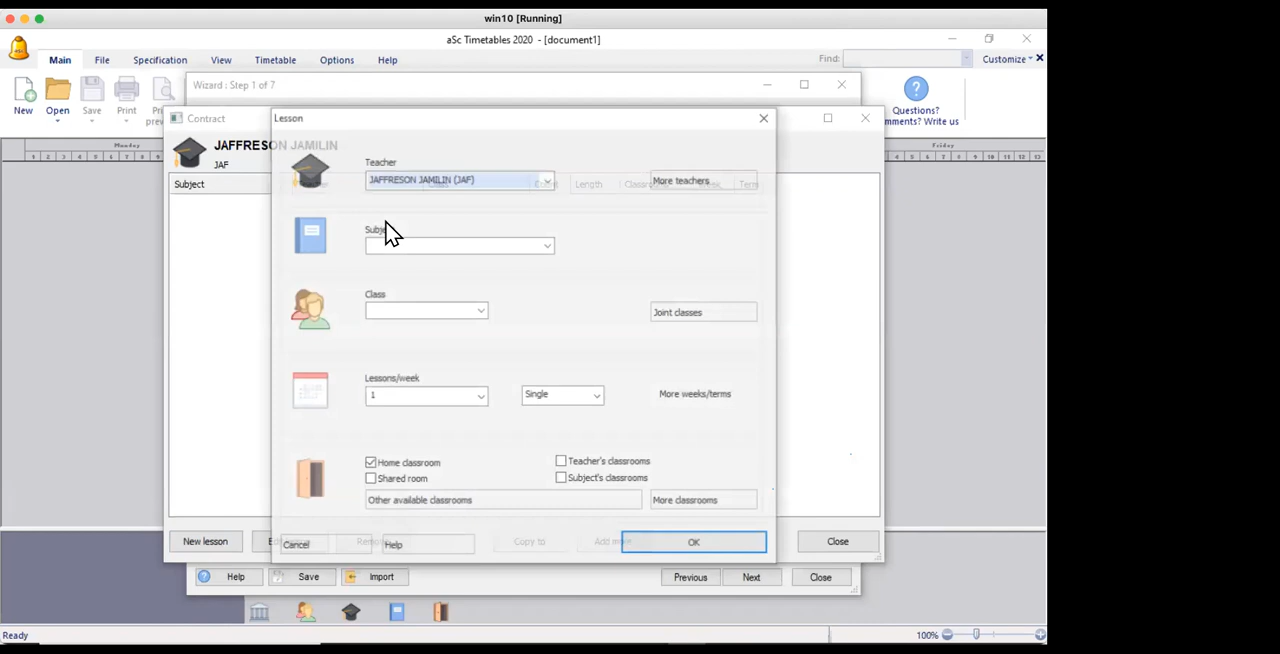 win10 [Running]
aSc Timetables 2020 - [document1]
Main File Specification View Timetable Options Help
Find: Customize
New Open Save Print
Questions?
mments? Write us
Wizard : Step 1 of 7
Contract
Lesson
Monday Friday
JAFFRESON JAMILIN
JAF
Subject
Teacher
JAFFRESON JAMILIN (JAF)
More teachers
Length
Term
Subje
Class
Joint classes
Lessons/week
1 Single More weeks/terms
Home classroom
Teacher's classrooms
Shared room
Subject's classrooms
Other available classrooms
More classrooms
New lesson Cancel Help Copy to OK Close
Help Save Import Previous Next Close
Ready 100%